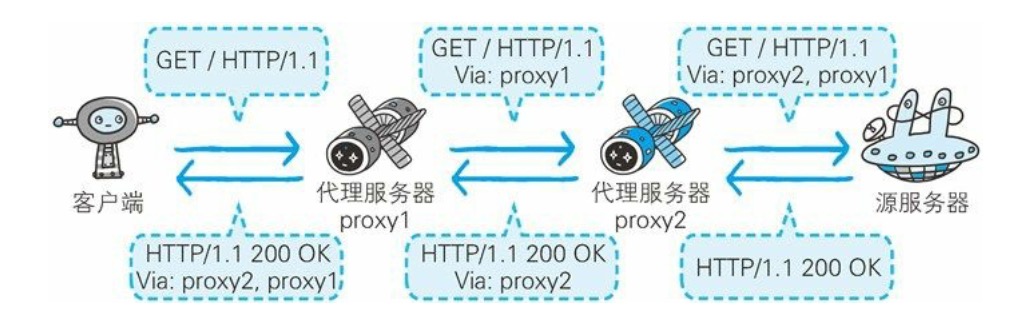 GET / HTTP/1.1
GET / HTTP/1.1
Via: proxy1
GET / HTTP/1.1
Via: proxy2, proxy1
客户端
代理服务器
proxy1
代理服务器
proxy2
源服务器
HTTP/1.1 200 OK
Via: proxy2, proxy1
HTTP/1.1 200 OK
Via: proxy2
HTTP/1.1 200 OK